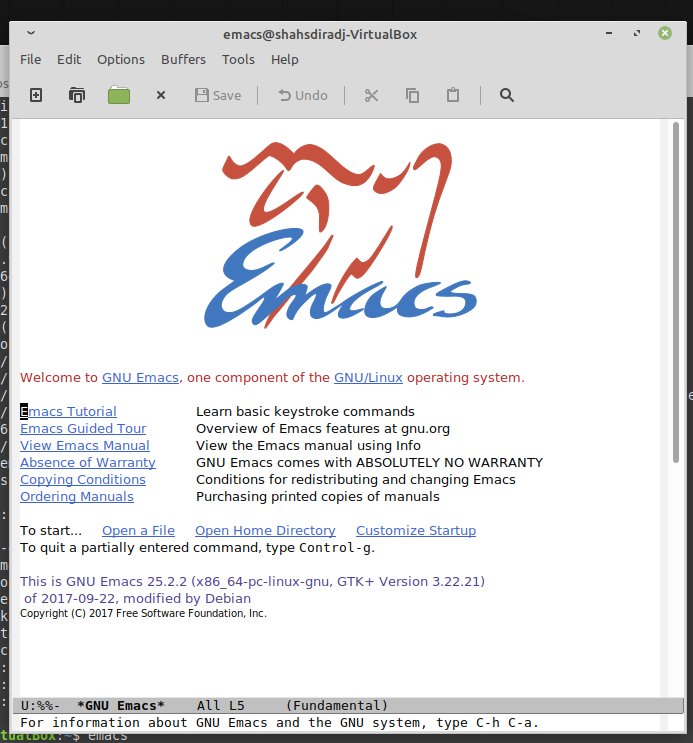 emacs@shahsdiradj-VirtualBox
File Edit Options Buffers Tools Help
Save Undo
Emacs
Welcome to GNU Emacs, one component of the GNU/Linux operating system.
Emacs Tutorial Learn basic keystroke commands
Emacs Guided Tour Overview of Emacs features at gnu.org
View Emacs Manual View the Emacs manual using Info
Absence of Warranty GNU Emacs comes with ABSOLUTELY NO WARRANTY
Copying Conditions Conditions for redistributing and changing Emacs
Ordering Manuals Purchasing printed copies of manuals
To start... Open a File Open Home Directory Customize Startup
To quit a partially entered command, type Control-g.
This is GNU Emacs 25.2.2 (x86_64-pc-linux-gnu, GTK+ Version 3.22.21)
of 2017-09-22, modified by Debian
Copyright (C) 2017 Free Software Foundation, Inc.
U:%%- *GNU Emacs* All L5 (Fundamental)
For information about GNU Emacs and the GNU system, type C-h C-a.
tualBox:~$ emacs